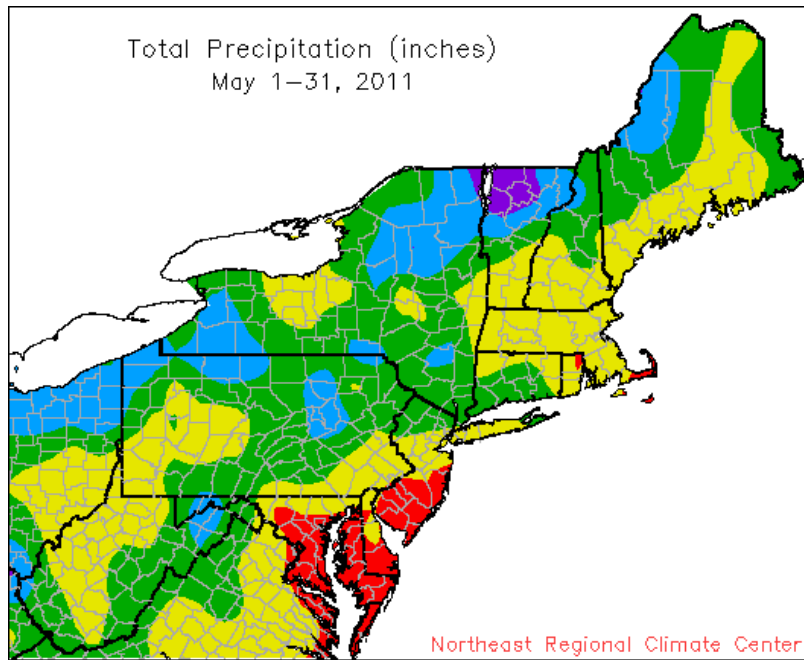 Total Precipitation (inches)
May 1-31, 2011
Northeast Regional Climate Center